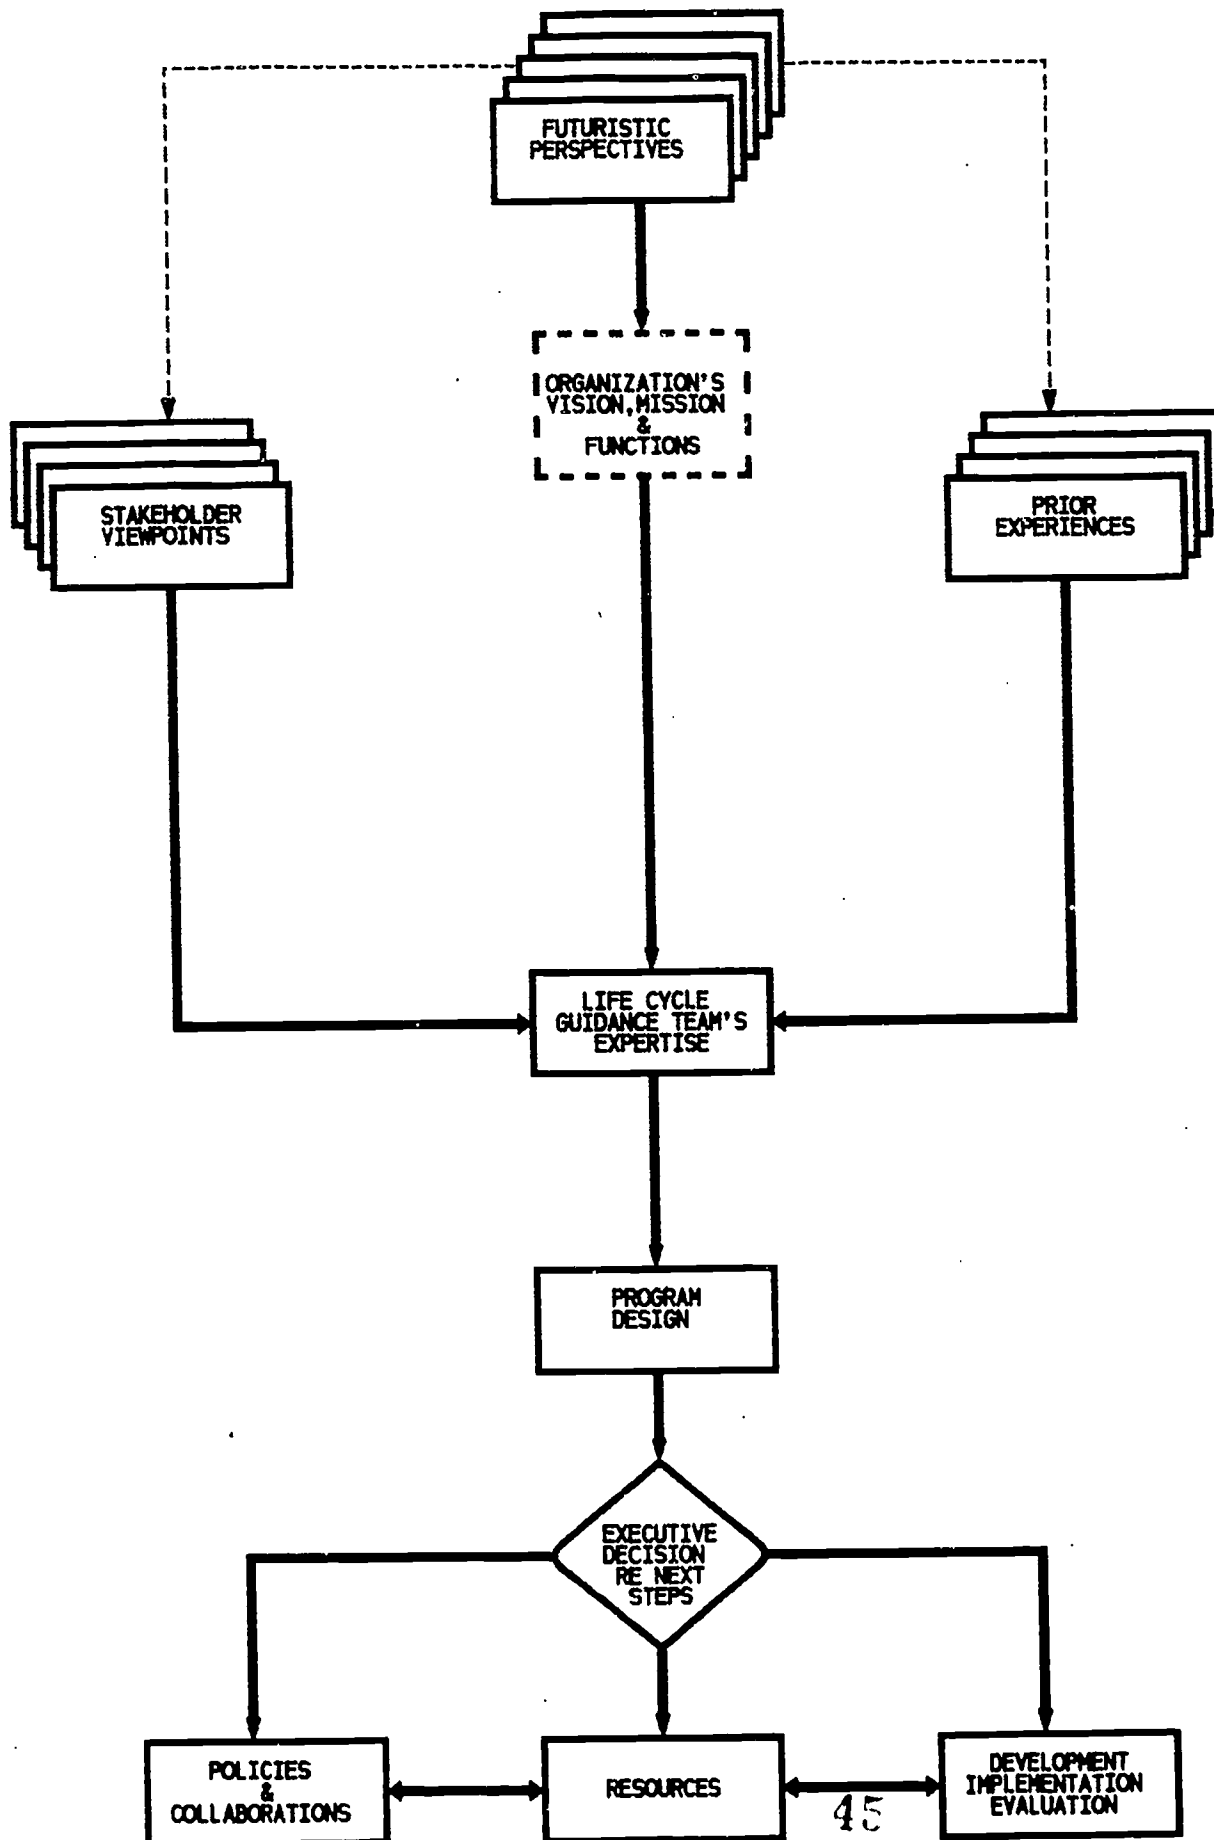 FUTURISTIC
PERSPECTIVES
ORGANIZATION'S
VISION,MISSION
&
FUNCTIONS
STAKEHOLDER
VIEWPOINTS
PRIOR
EXPERIENCES
LIFE CYCLE
GUIDANCE TEAM'S
EXPERTISE
PROGRAM
DESIGN
EXECUTIVE
DECISION
RE NEXT
STEPS
POLICIES
&
COLLABORATIONS
RESOURCES
DEVELOPMENT
IMPLEMENTATION
EVALUATION
45